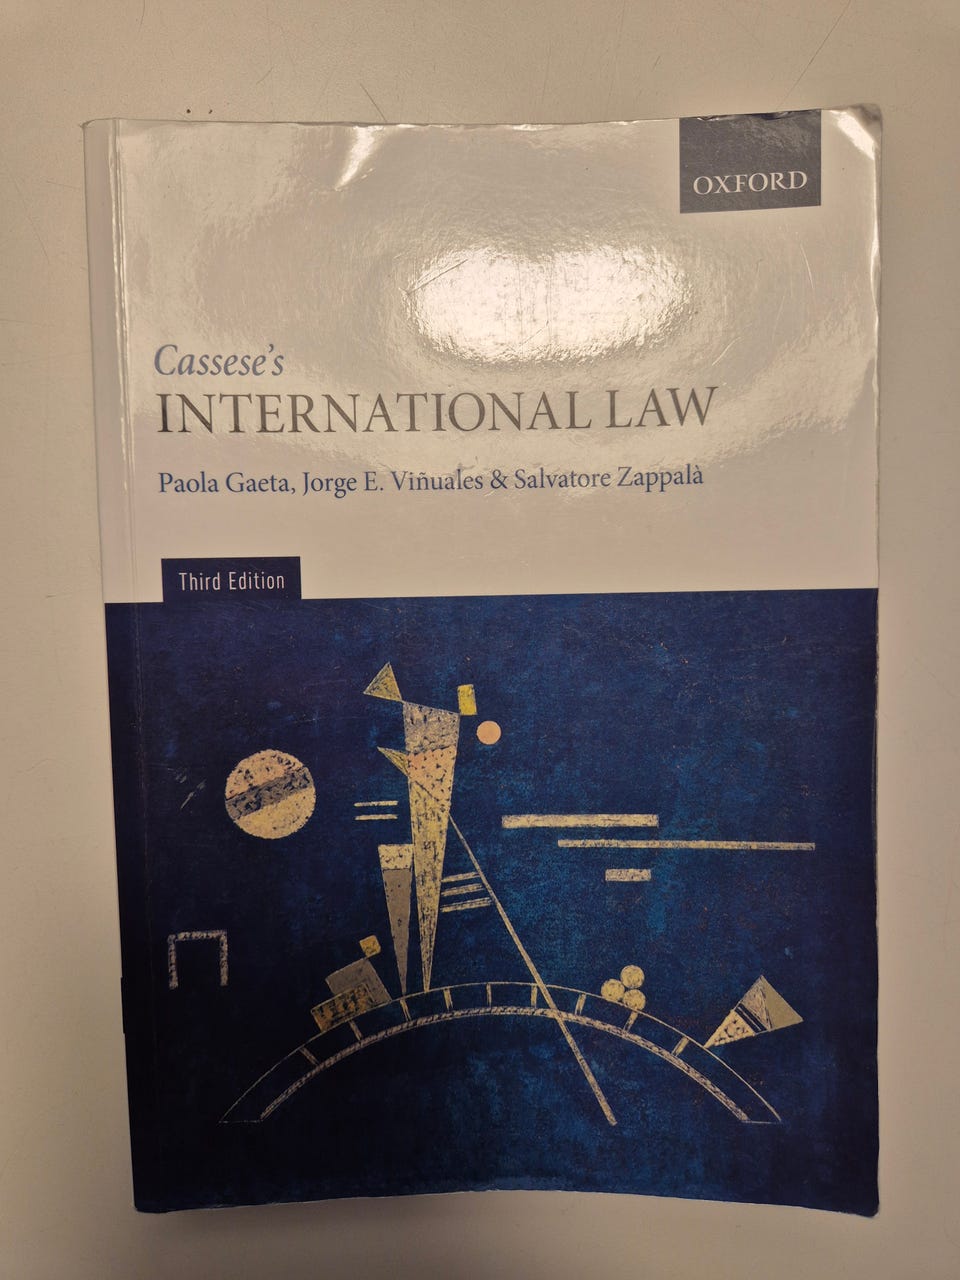 OXFORD
Cassese's
INTERNATIONAL LAW
Paola Gaeta, Jorge E. Viñuales & Salvatore Zappalà
Third Edition